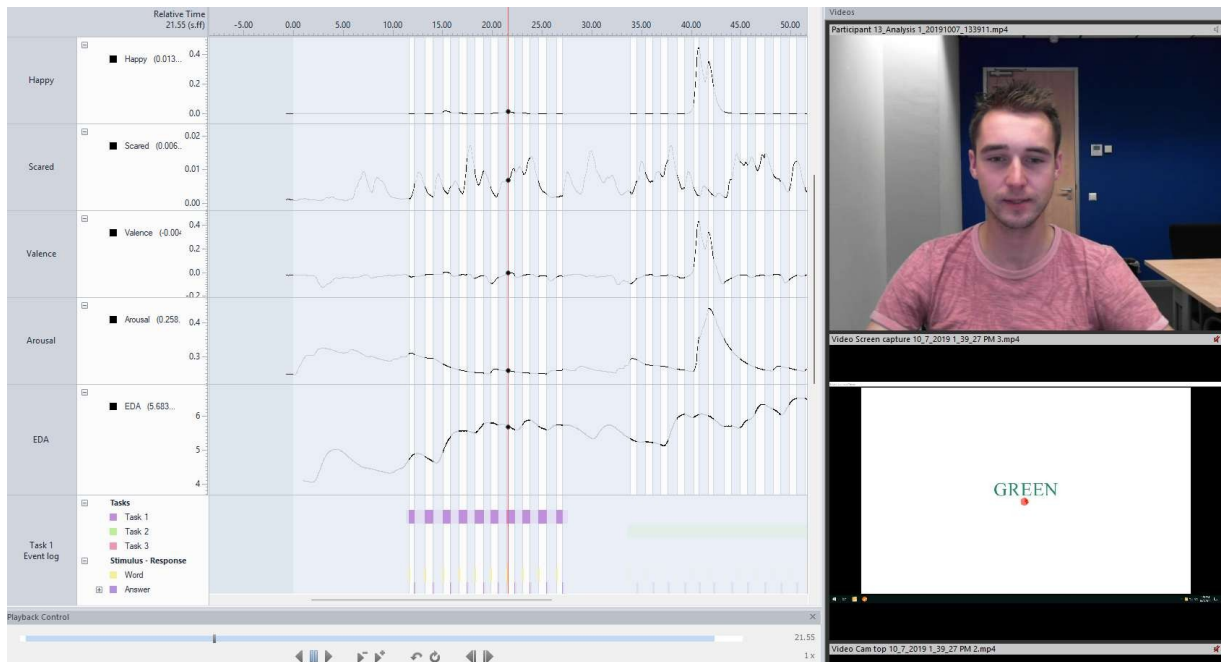 Relative Time
21.55 (s.ff)
-5.00 0.00 5.00 10.00 15.00 20.00 25.00 30.00 35.00 40.00 45.00 50.00
Happy
Happy (0.013...
0.4
0.2
0.0
Scared
Scared (0.006...
0.02
0.01
0.00
Valence
Valence (-0.004
0.4
0.2
0.0
-0.2
Arousal
Arousal (0.258.
0.4
0.3
EDA
EDA (5.683...
6
5
4
Task 1
Event log
Tasks
Task 1
Task 2
Task 3
Stimulus - Response
Word
Answer
Playback Control
21.55
1 x
Videos
Participant 13_Analysis 1_20191007_133911.mp4
Video Screen capture 10_7_2019 1_39_27 PM 3.mp4
GREEN
Video Cam top 10_7_2019 1_39_27 PM 2.mp4